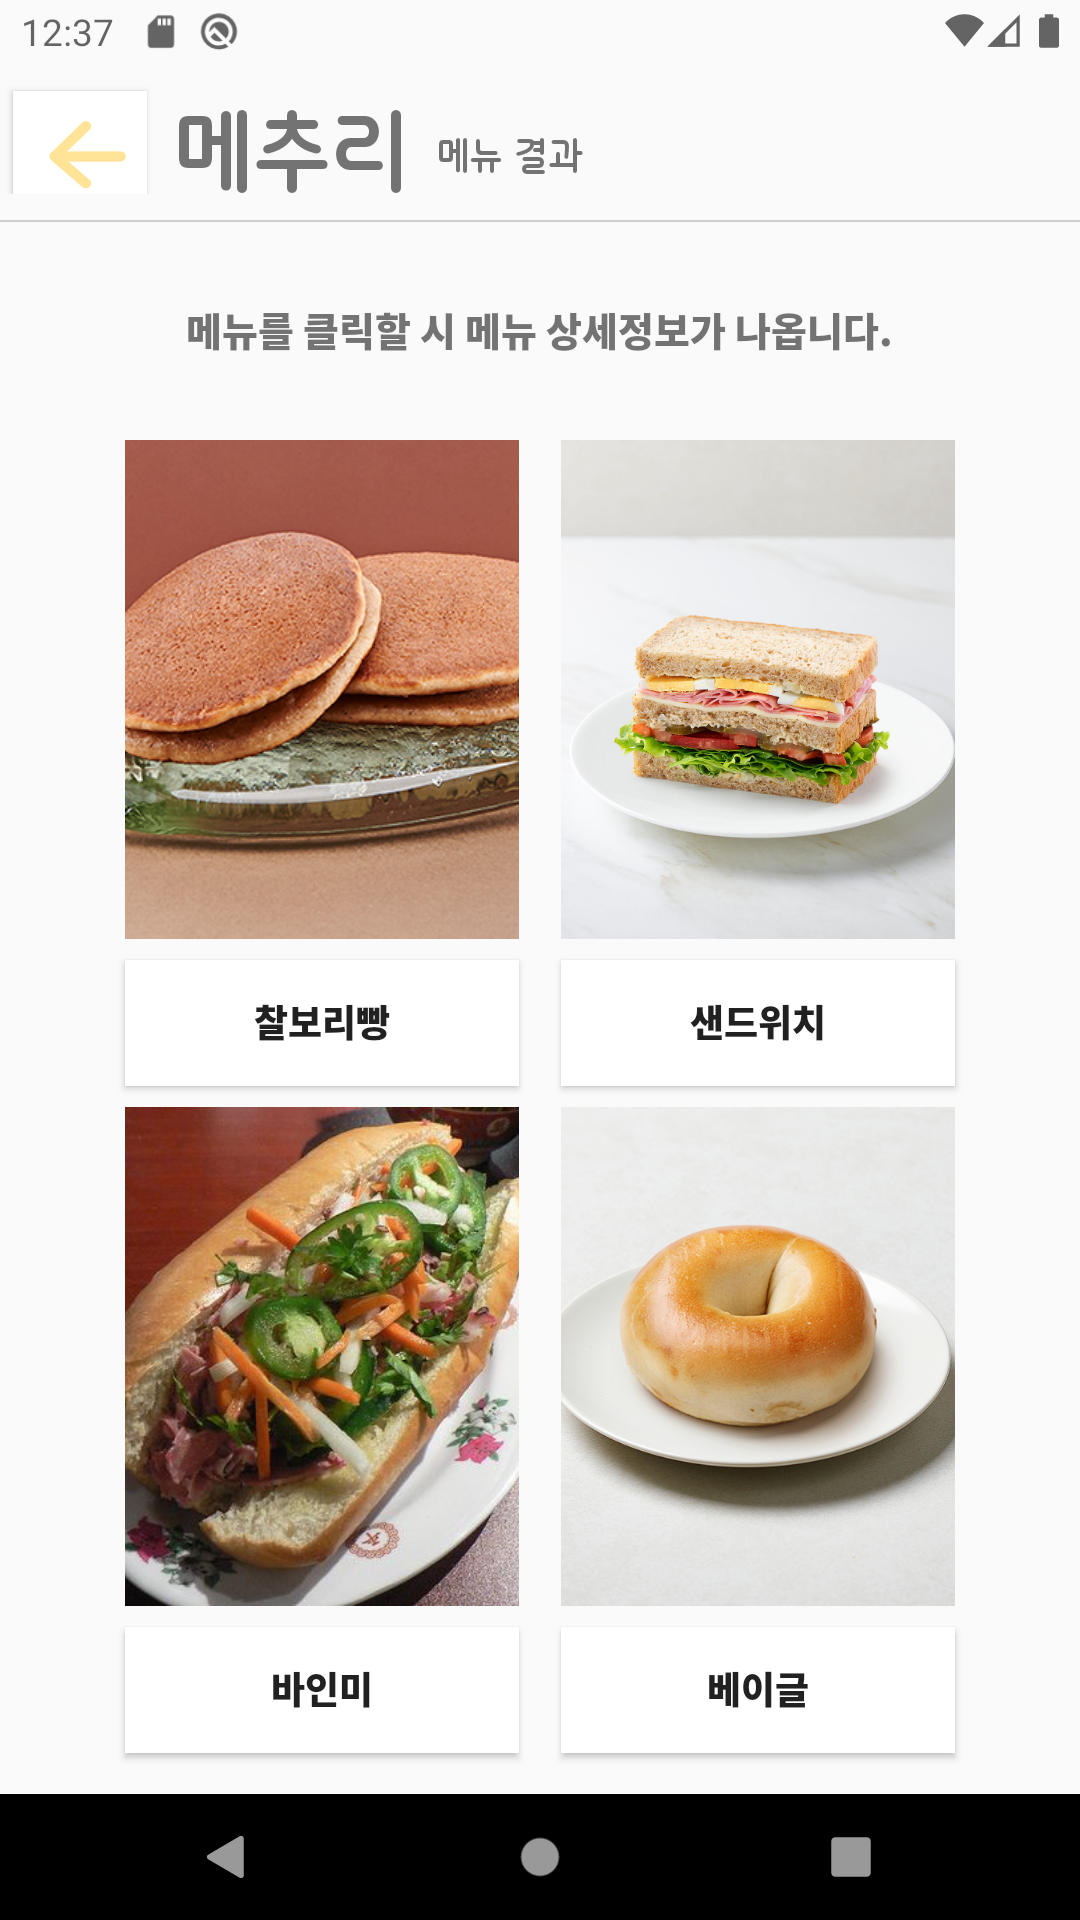 12:37
메추리 메뉴 결과
메뉴를 클릭할 시 메뉴 상세정보가 나옵니다.
찰보리빵 샌드위치
바인미 베이글